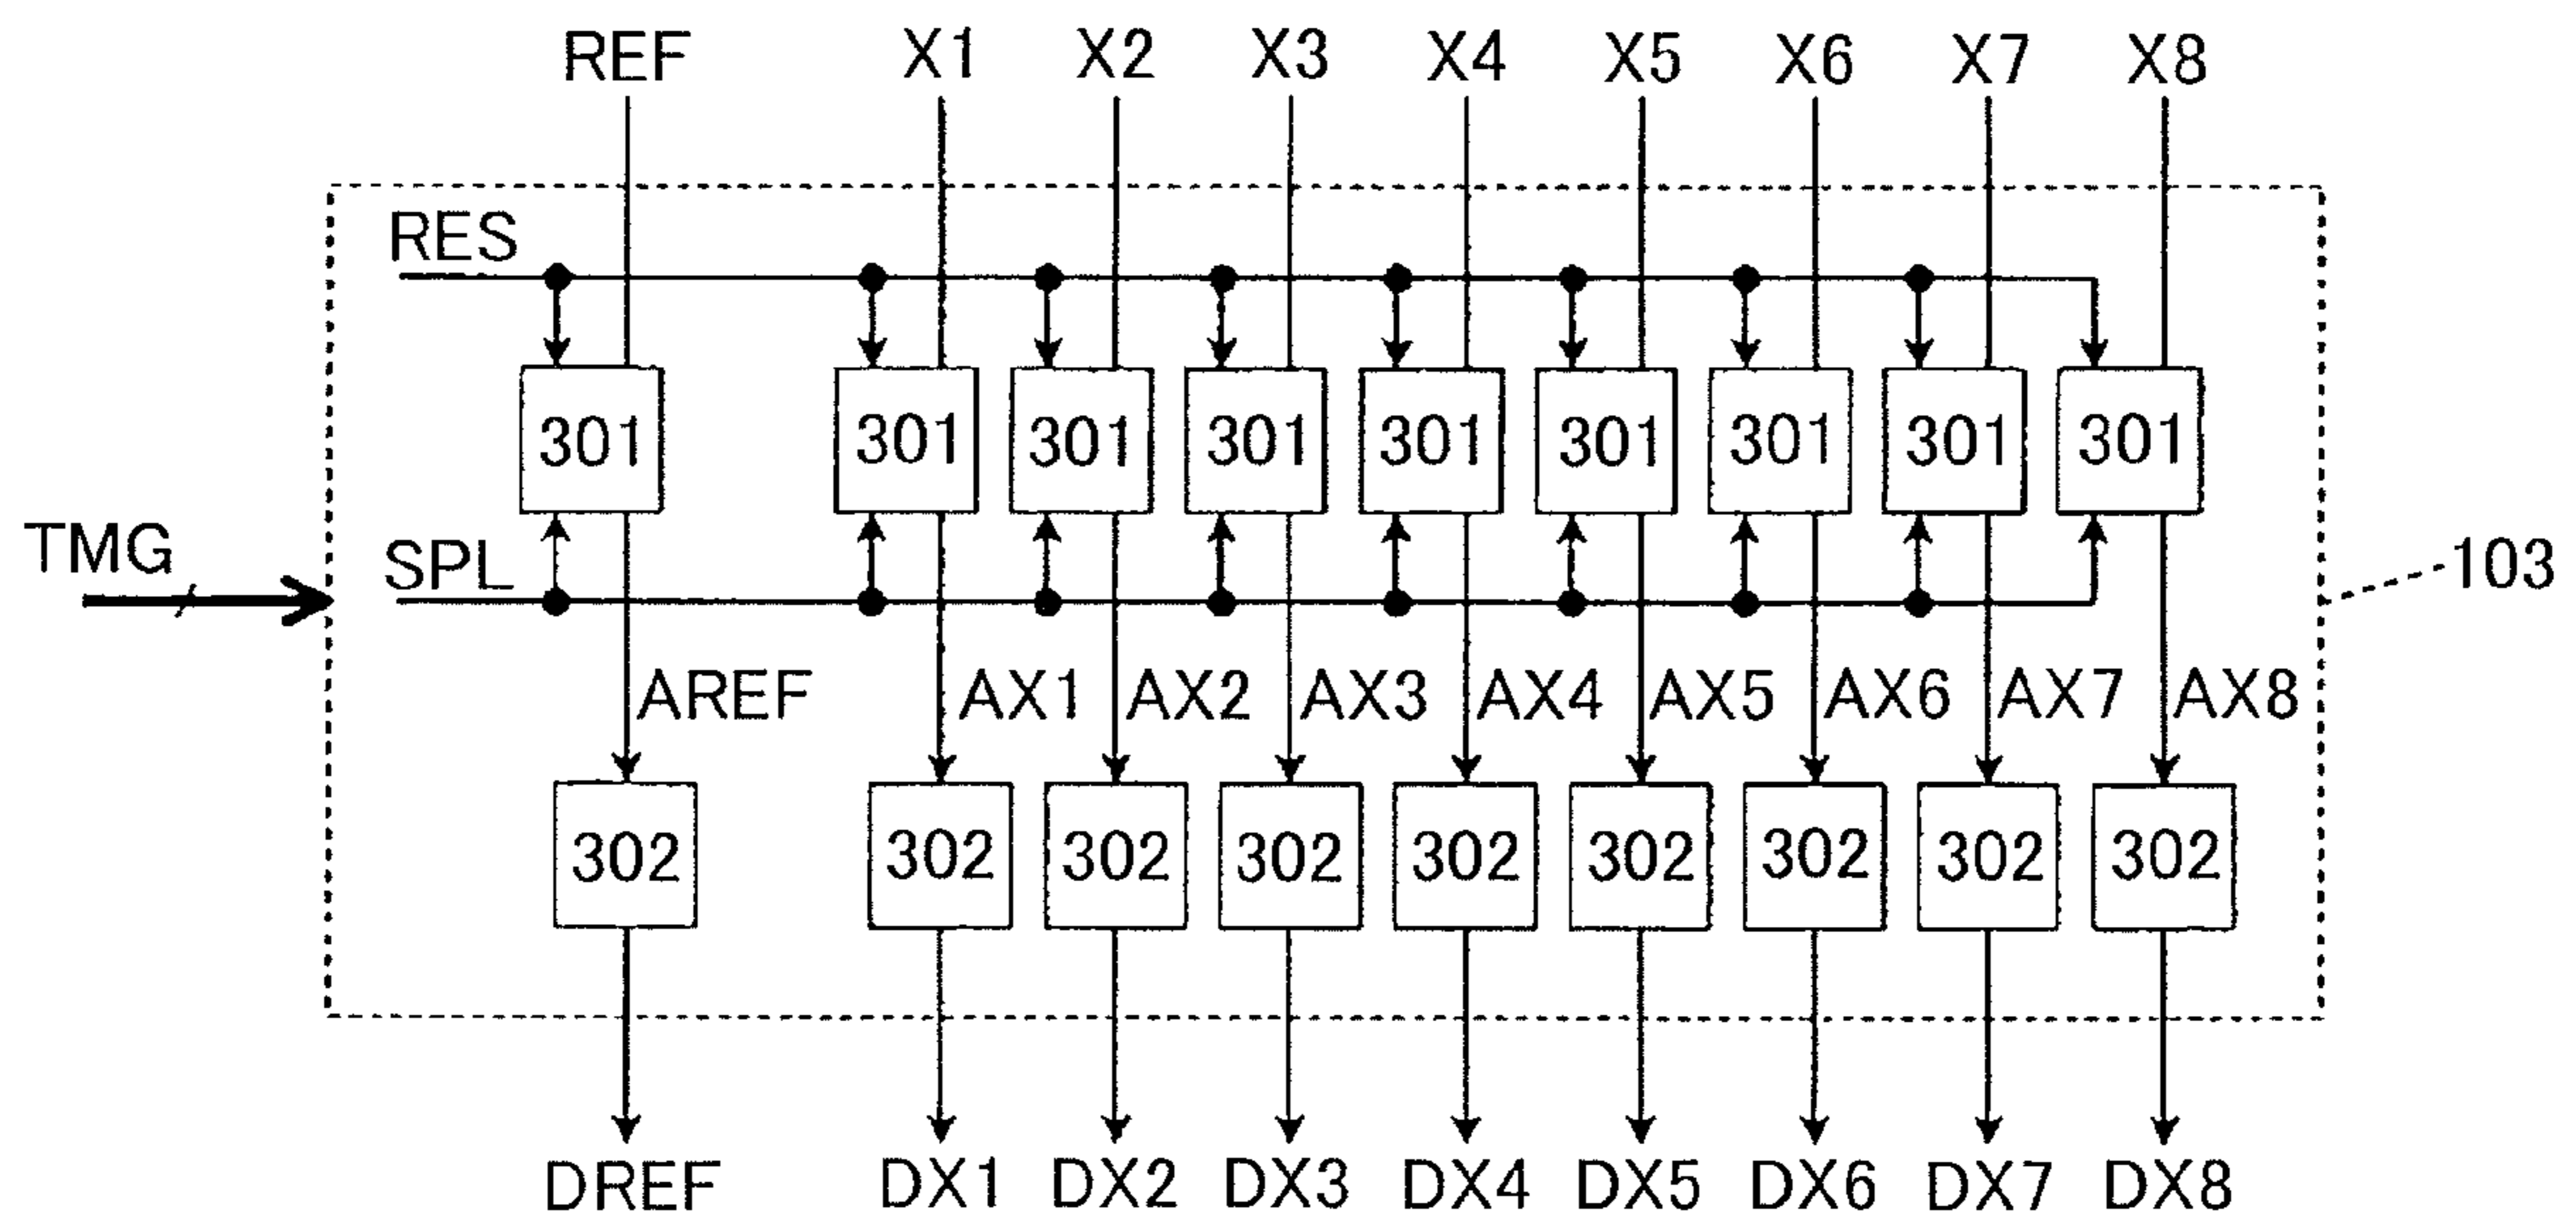 REF X1 X2 X3 X4 X5 X6 X7 X8
RES
301 301 301 301 301 301 301 301 301
TMG
SPL
103
AREF AX1 AX2 AX3 AX4 AX5 AX6 AX7 AX8
302 302 302 302 302 302 302 302 302
DREF DX1 DX2 DX3 DX4 DX5 DX6 DX7 DX8